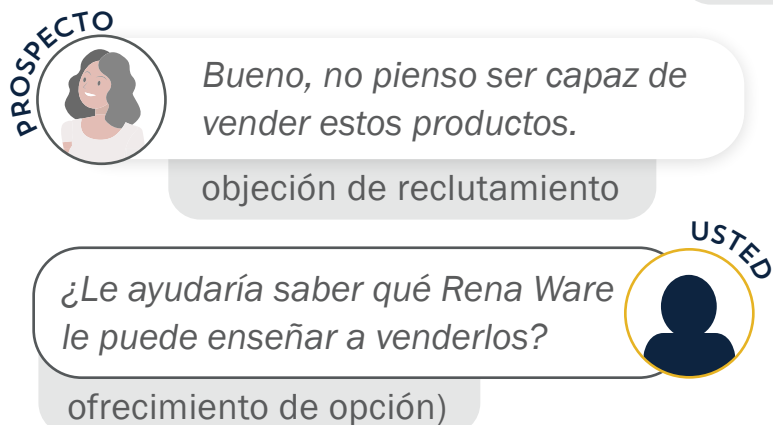 PROSPECTO
Bueno, no pienso ser capaz de
vender estos productos.
objeción de reclutamiento
USTED
¿Le ayudaría saber qué Rena Ware
le puede enseñar a venderlos?
ofrecimiento de opción)